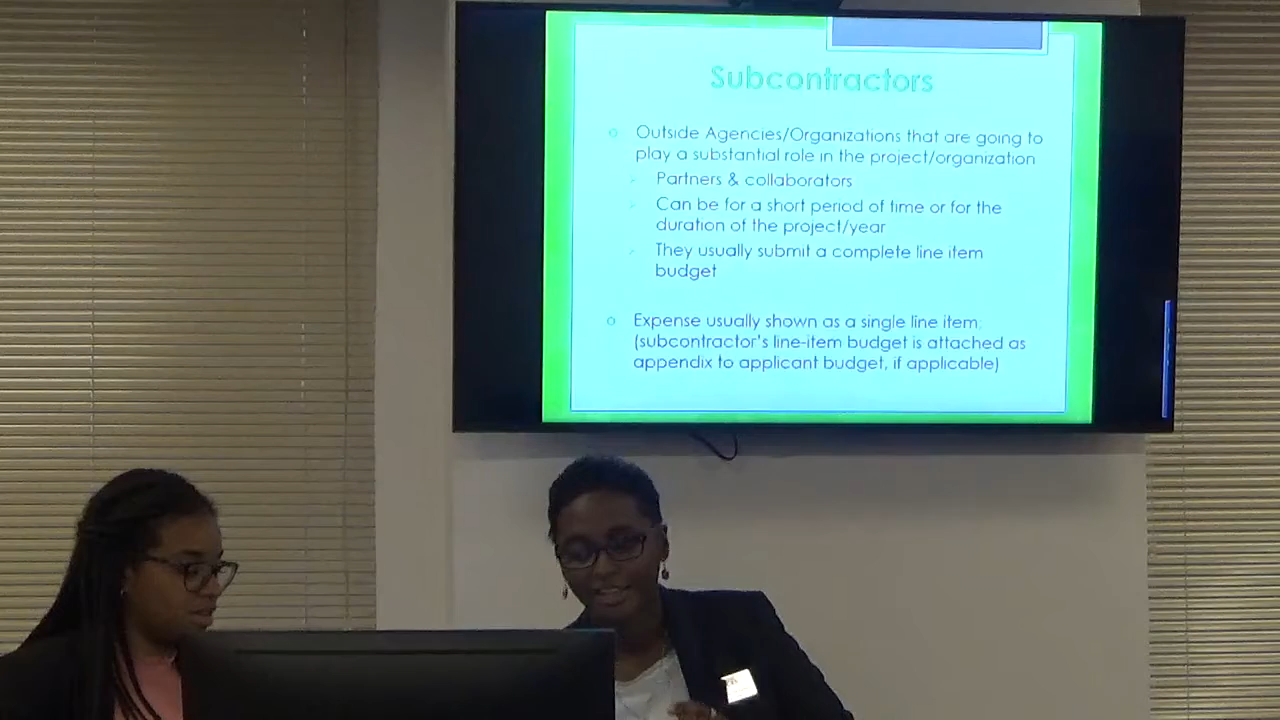 Subcontractors
Outside Agencies/Organizations that are going to
play a substantial role in the project/organization
Partners & collaborators
Can be for a short period of time or for the
duration of the project/year
They usually submit a complete line item
budget
Expense usually shown as a single line item;
(subcontractor's line-item budget is attached as
appendix to applicant budget, if applicable)